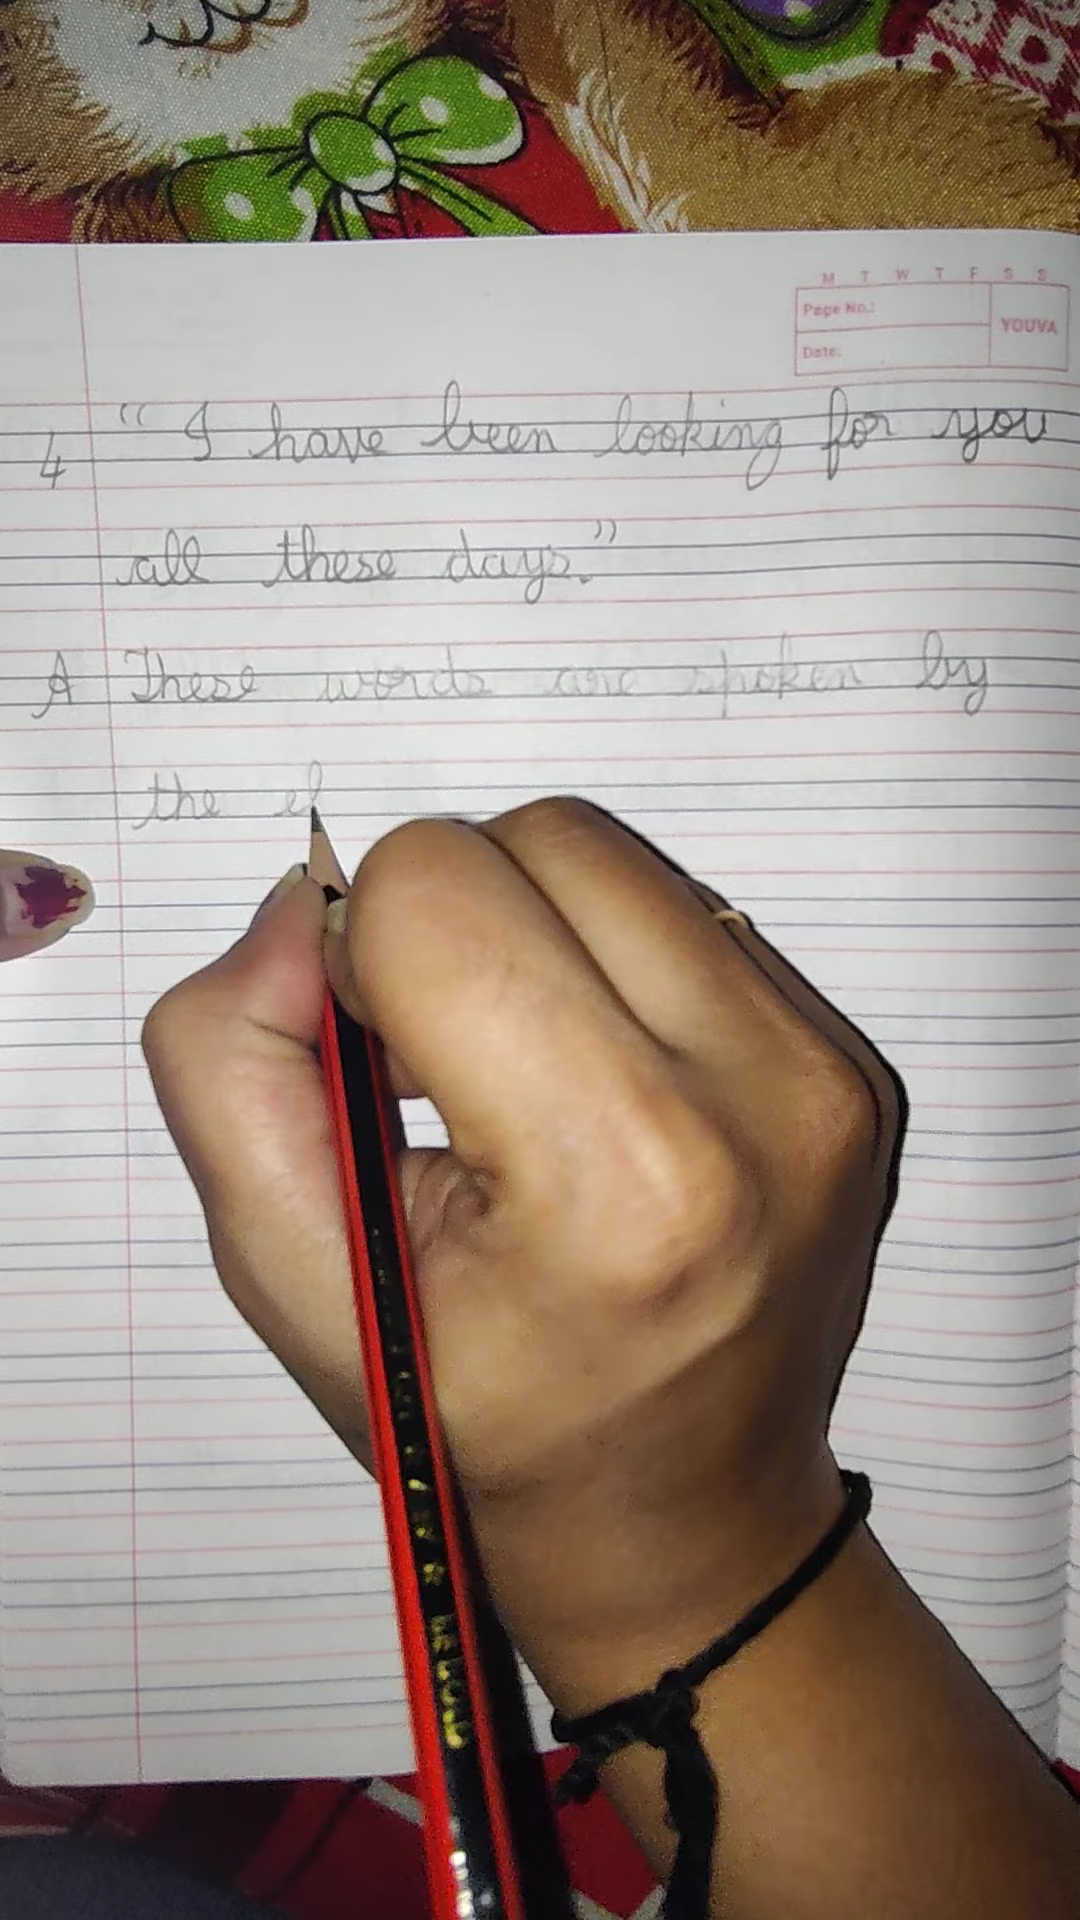 M T W T F S S
Page No.:
YOUVA
Date:
4 "I have been looking for you
all these days."
A These words are spoken by
the el